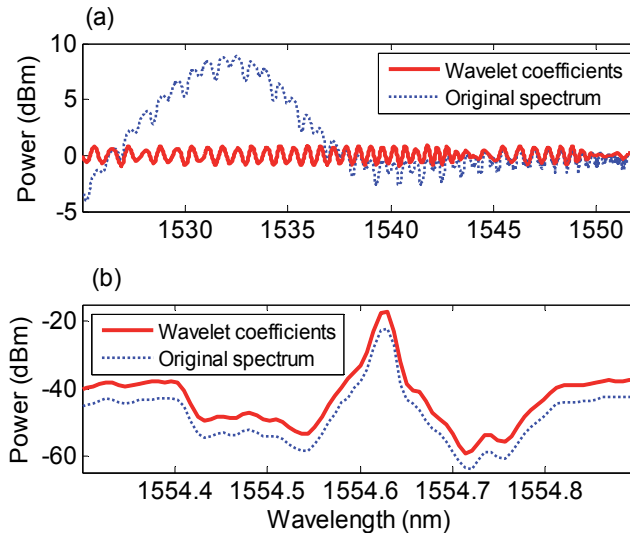 (a)
Power (dBm)
10
5
0
-5
Wavelet coefficients
Original spectrum
1530 1535 1540 1545 1550
(b)
Power (dBm)
-20
-40
-60
Wavelet coefficients
Original spectrum
1554.4 1554.5 1554.6 1554.7 1554.8
Wavelength (nm)